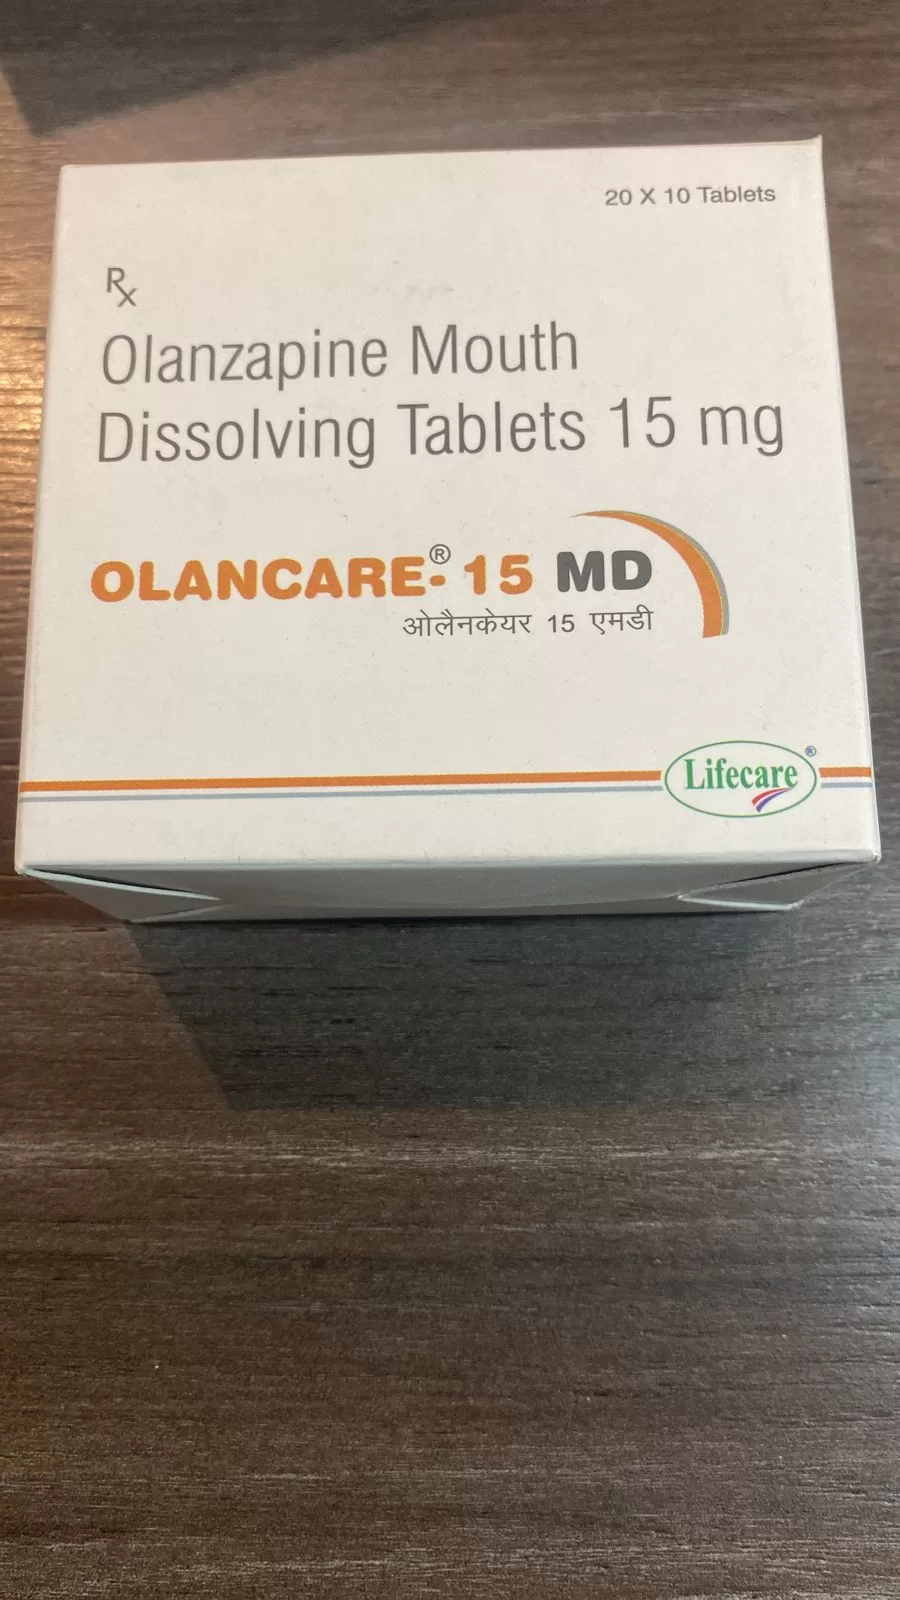 20 X 10 Tablets
Rx
Olanzapine Mouth
Dissolving Tablets 15 mg
OLANCARE®- 15 MD
ओलैनकेयर 15 एमडी
Lifecare®